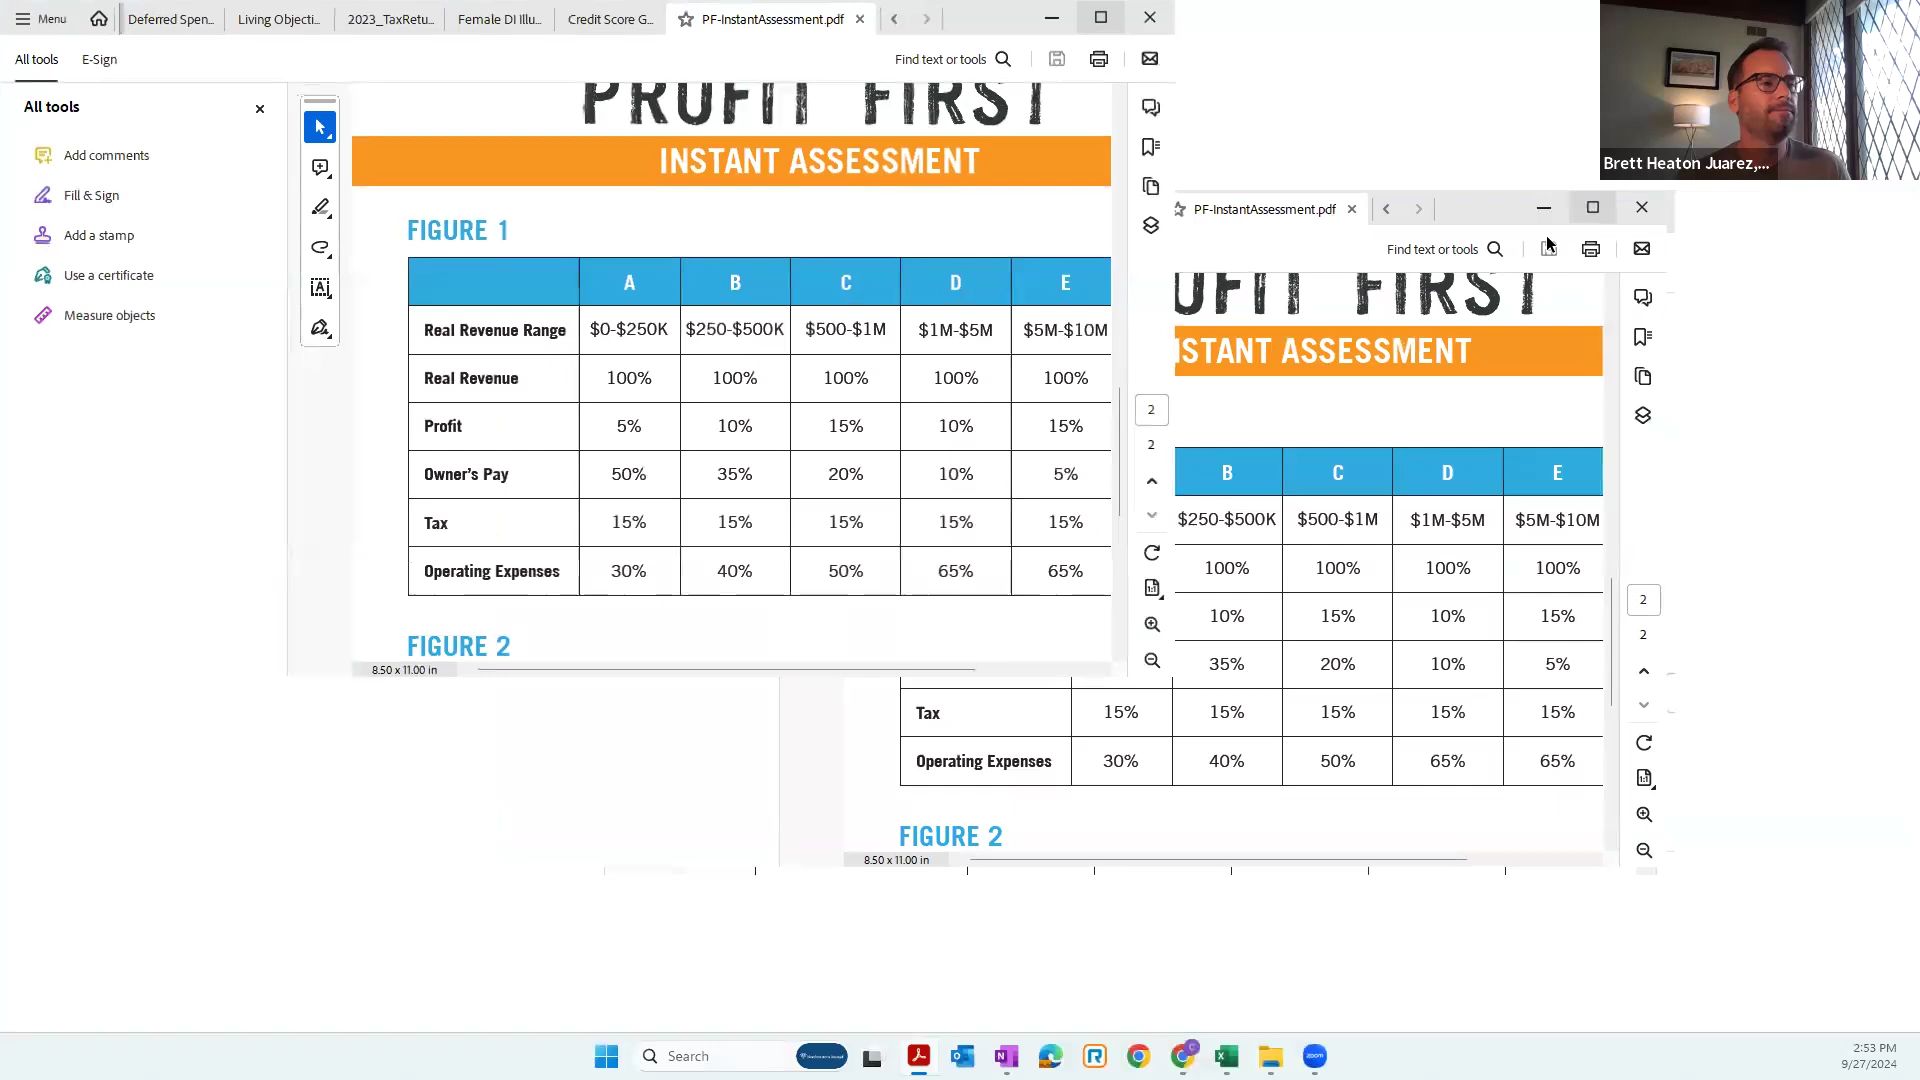 Menu
Deferred Spen...
Living Objecti...
2023_TaxRetu...
Female DI Illu...
Credit Score G...
PF-InstantAssessment.pdf
All tools
E-Sign
Find text or tools
All tools
Add comments
Fill & Sign
Add a stamp
Use a certificate
Measure objects
PROFIT FIRST
INSTANT ASSESSMENT
FIGURE 1
A B C D E
Real Revenue Range $0-$250K $250-$500K $500-$1M $1M-$5M $5M-$10M
Real Revenue 100% 100% 100% 100% 100%
Profit 5% 10% 15% 10% 15%
Owner's Pay 50% 35% 20% 10% 5%
Tax 15% 15% 15% 15% 15%
Operating Expenses 30% 40% 50% 65% 65%
FIGURE 2
8.50 x 11.00 in
2
2
Brett Heaton Juarez,...
PF-InstantAssessment.pdf
Find text or tools
OFIT FIRST
NSTANT ASSESSMENT
B C D E
$250-$500K $500-$1M $1M-$5M $5M-$10M
100% 100% 100% 100%
10% 15% 10% 15%
35% 20% 10% 5%
Tax 15% 15% 15% 15% 15%
Operating Expenses 30% 40% 50% 65% 65%
FIGURE 2
8.50 x 11.00 in
2
2
Search
zoom
2:53 PM
9/27/2024